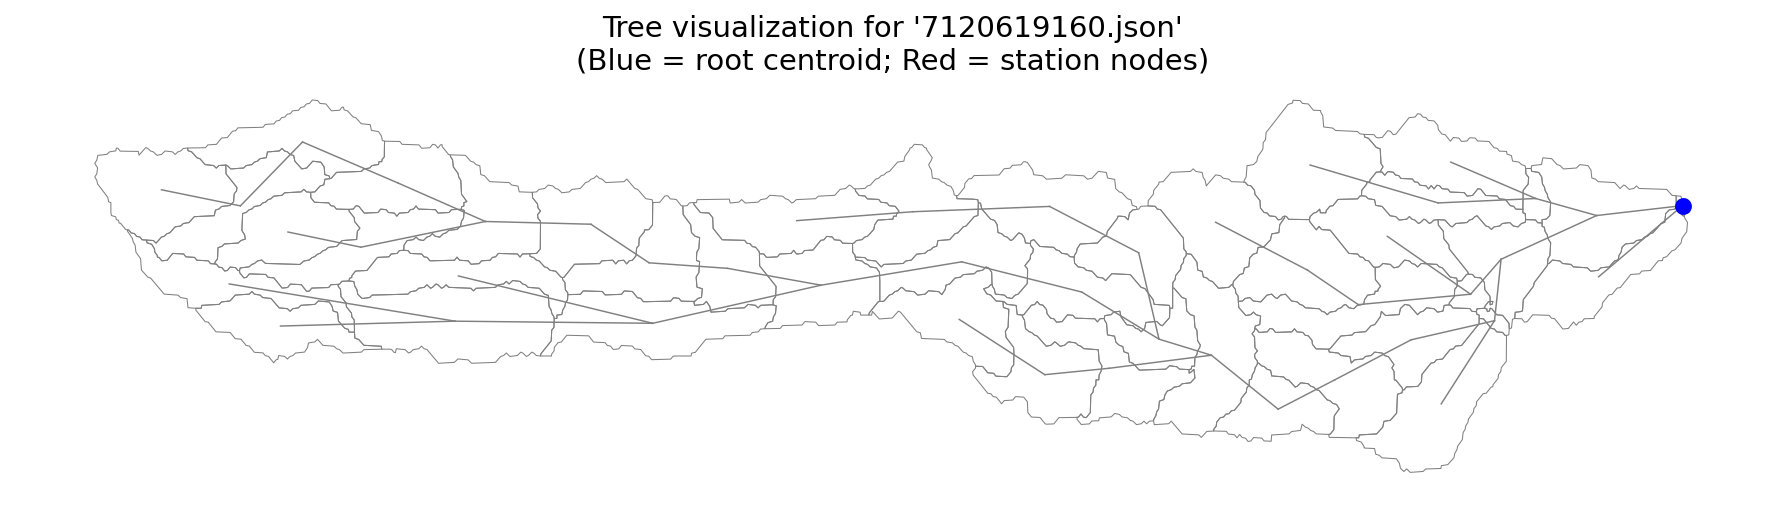 Tree visualization for '7120619160.json'
(Blue = root centroid; Red = station nodes)